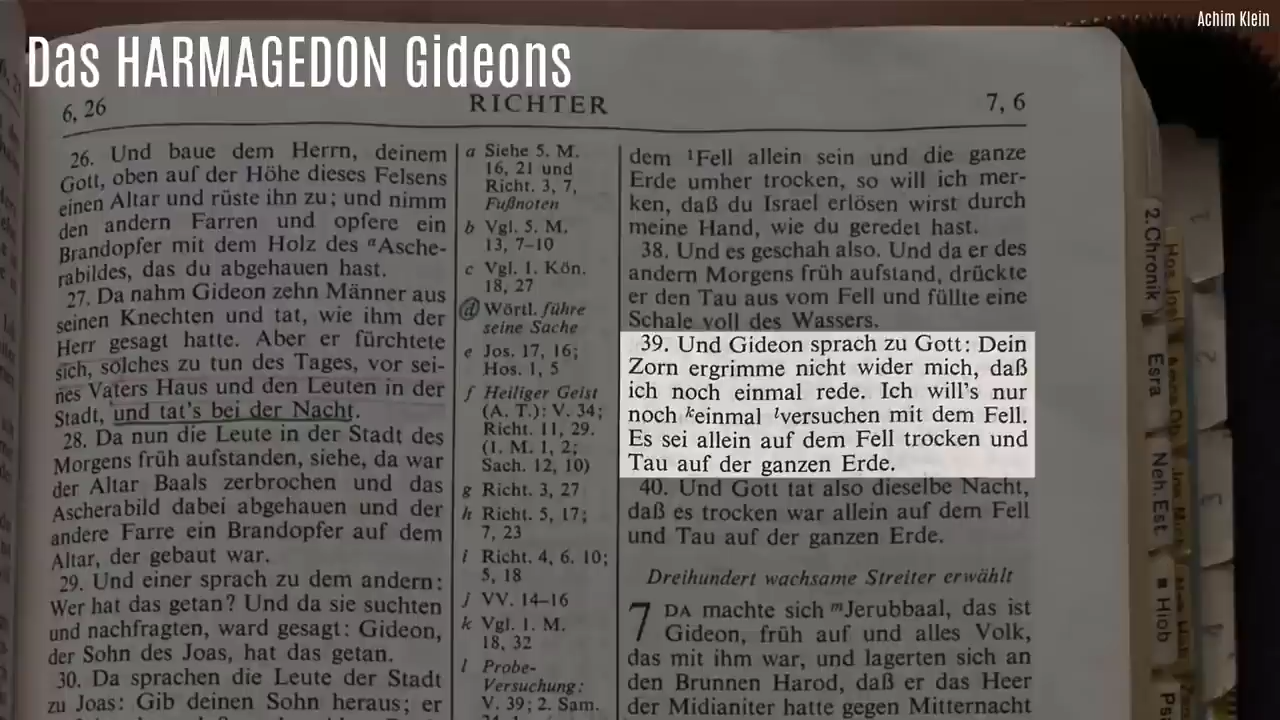 Achim Klein
Das HARMAGEDON Gideons
6, 26
RICHTER
7, 6
26. Und baue dem Herrn, deinem
Gott, oben auf der Höhe dieses Felsens
einen Altar und rüste ihn zu; und nimm
den andern Farren und opfere ein
Brandopfer mit dem Holz des aAsche-
rabildes, das du abgehauen hast.
27. Da nahm Gideon zehn Männer aus
seinen Knechten und tat, wie ihm der
Herr gesagt hatte. Aber er fürchtete
sich, solches zu tun des Tages, vor sei-
nes Vaters Haus und den Leuten in der
Stadt, und tat's bei der Nacht.
28. Da nun die Leute in der Stadt des
Morgens früh aufstanden, siehe, da war
der Altar Baals zerbrochen und das
Ascherabild dabei abgehauen und der
andere Farre ein Brandopfer auf dem
Altar, der gebaut war.
29. Und einer sprach zu dem andern:
Wer hat das getan? Und da sie suchten
und nachfragten, ward gesagt: Gideon,
der Sohn des Joas, hat das getan.
30. Da sprachen die Leute der Stadt
zu Joas: Gib deinen Sohn heraus; er
a Siehe 5. M.
16, 21 und
Richt. 3, 7,
Fußnoten
b Vgl. 5. M.
13, 7-10
c Vgl. 1. Kön.
18, 27
d Wörtl. führe
seine Sache
e Jos. 17, 16;
Hos. 1, 5
f Heiliger Geist
(A. T.): V. 34;
Richt. 11, 29.
(1. M. 1, 2;
Sach. 12, 10)
g Richt. 3, 27
h Richt. 5, 17;
7, 23
i Richt. 4, 6. 10;
5, 18
j VV. 14-16
k Vgl. 1. M.
18, 32
l Probe-
Versuchung:
V. 39; 2. Sam.
dem 1Fell allein sein und die ganze
Erde umher trocken, so will ich mer-
ken, daß du Israel erlösen wirst durch
meine Hand, wie du geredet hast.
38. Und es geschah also. Und da er des
andern Morgens früh aufstand, drückte
er den Tau aus vom Fell und füllte eine
Schale voll des Wassers.
39. Und Gideon sprach zu Gott: Dein
Zorn ergrimme nicht wider mich, daß
ich noch einmal rede. Ich will's nur
noch keinmal lversuchen mit dem Fell.
Es sei allein auf dem Fell trocken und
Tau auf der ganzen Erde.
40. Und Gott tat also dieselbe Nacht,
daß es trocken war allein auf dem Fell
und Tau auf der ganzen Erde.
Dreihundert wachsame Streiter erwählt
7 DA machte sich mJerubbaal, das ist
Gideon, früh auf und alles Volk,
das mit ihm war, und lagerten sich an
den Brunnen Harod, daß er das Heer
der Midianiter hatte gegen Mitternacht
2. Chronik
Esra
Neh. Est.
Hiob
1
2
3
4